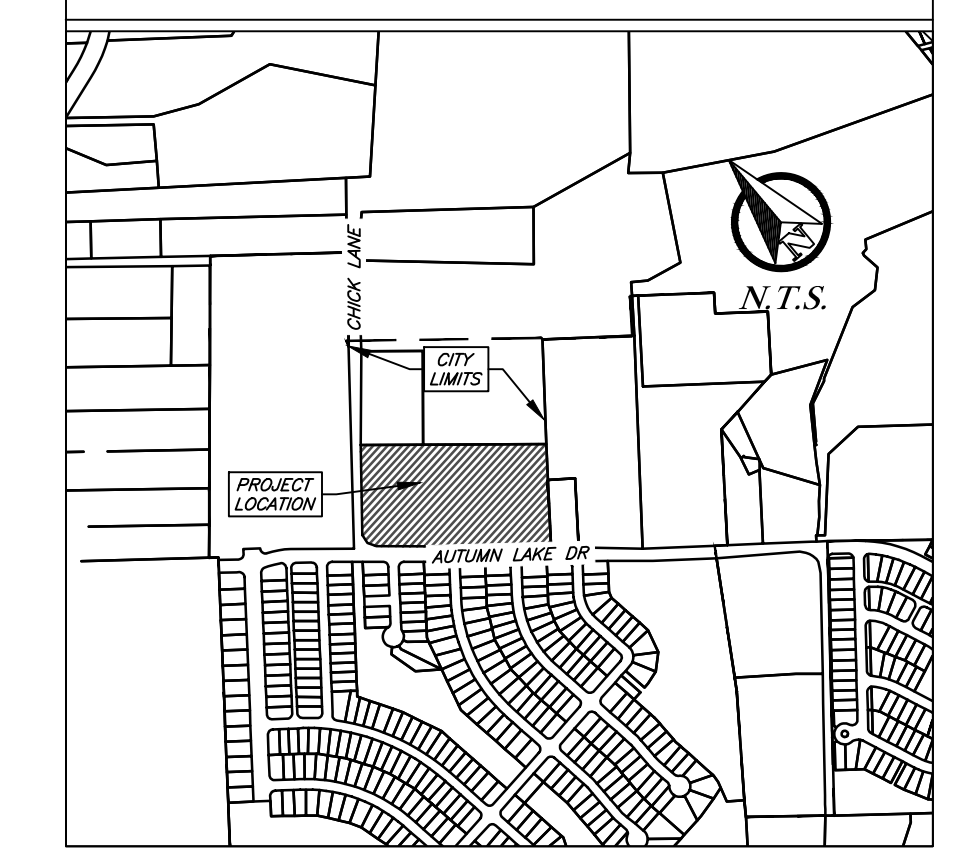 N
N.T.S.
CHICK LANE
CITY
LIMITS
PROJECT
LOCATION
AUTUMN LAKE DR